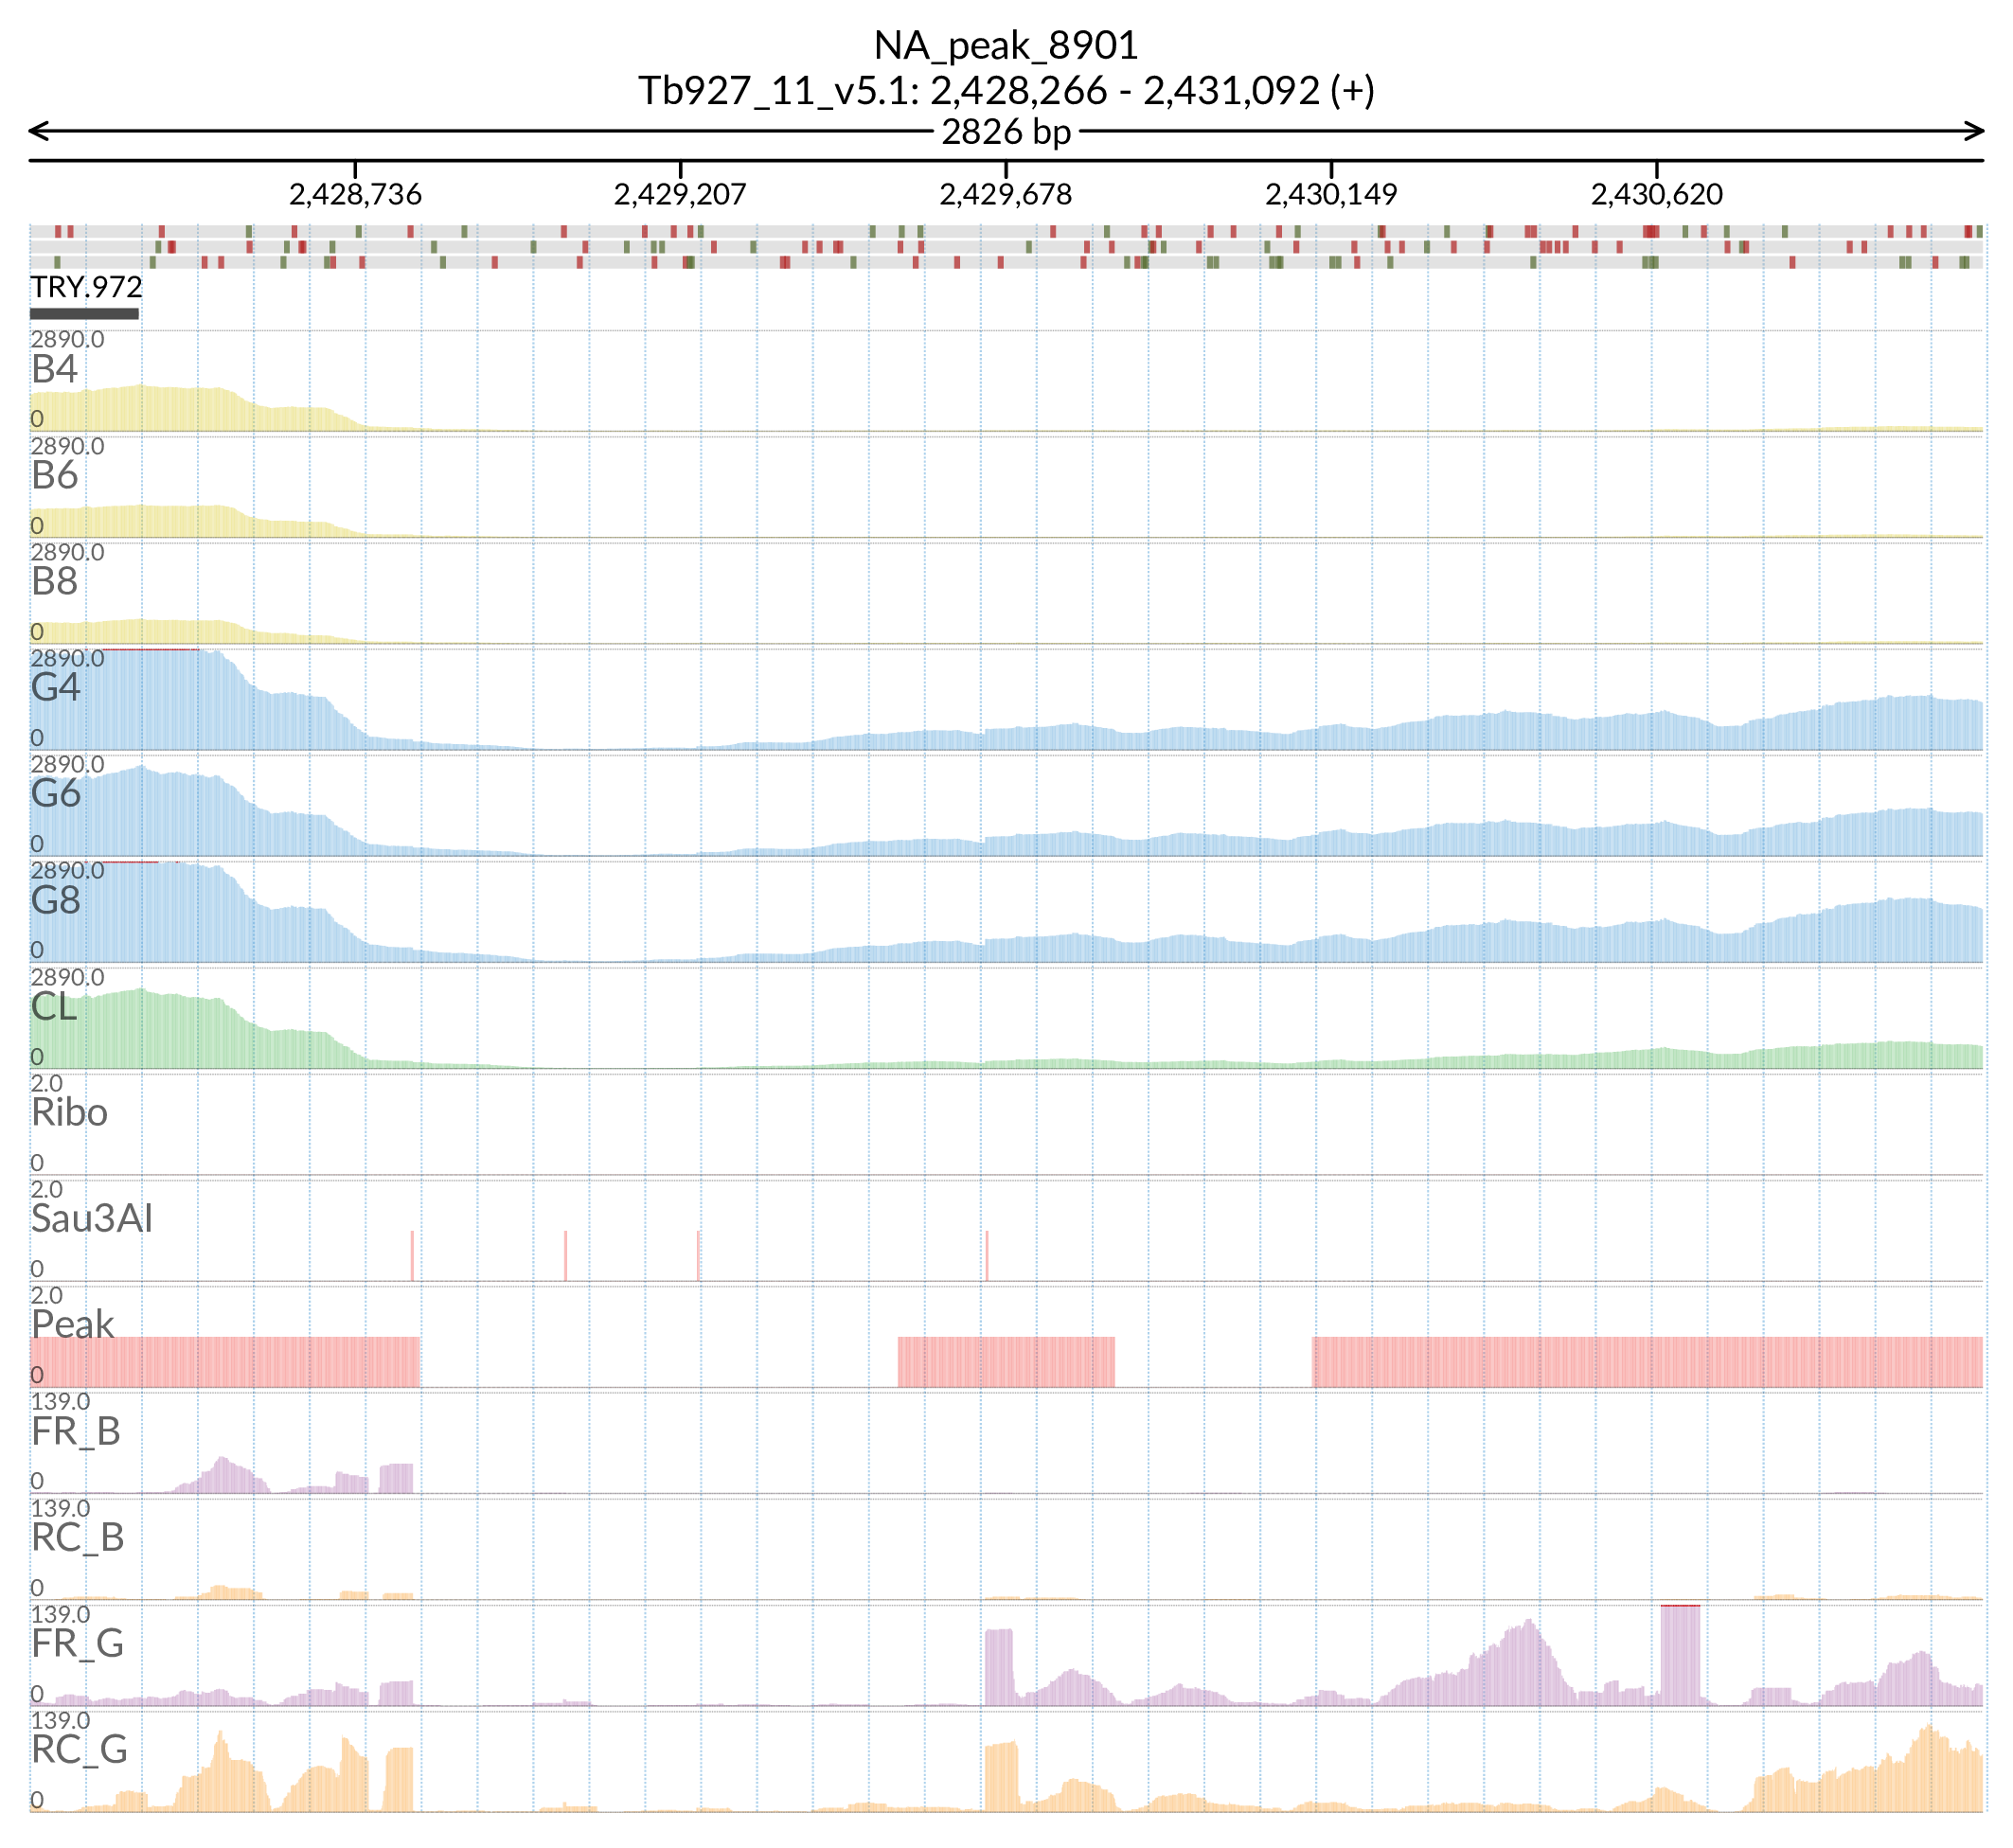 NA_peak_8901
Tb927_11_v5.1: 2,428,266 - 2,431,092 (+)
2826 bp
2,428,736 2,429,207 2,429,678 2,430,149 2,430,620
TRY.972
2890.0
B4
0
2890.0
B6
0
2890.0
B8
0
2890.0
G4
0
2890.0
G6
0
2890.0
G8
0
2890.0
CL
0
2.0
Ribo
0
2.0
Sau3AI
0
2.0
Peak
0
139.0
FR_B
0
139.0
RC_B
0
139.0
FR_G
0
139.0
RC_G
0